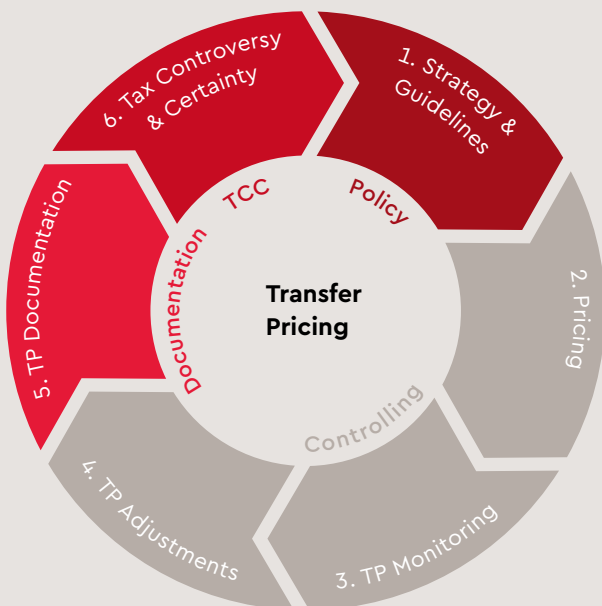 1. Strategy &
Guidelines
2. Pricing
3. TP Monitoring
4. TP Adjustments
5. TP Documentation
6. Tax Controversy
& Certainty
Policy
Controlling
Documentation
TCC
Transfer
Pricing